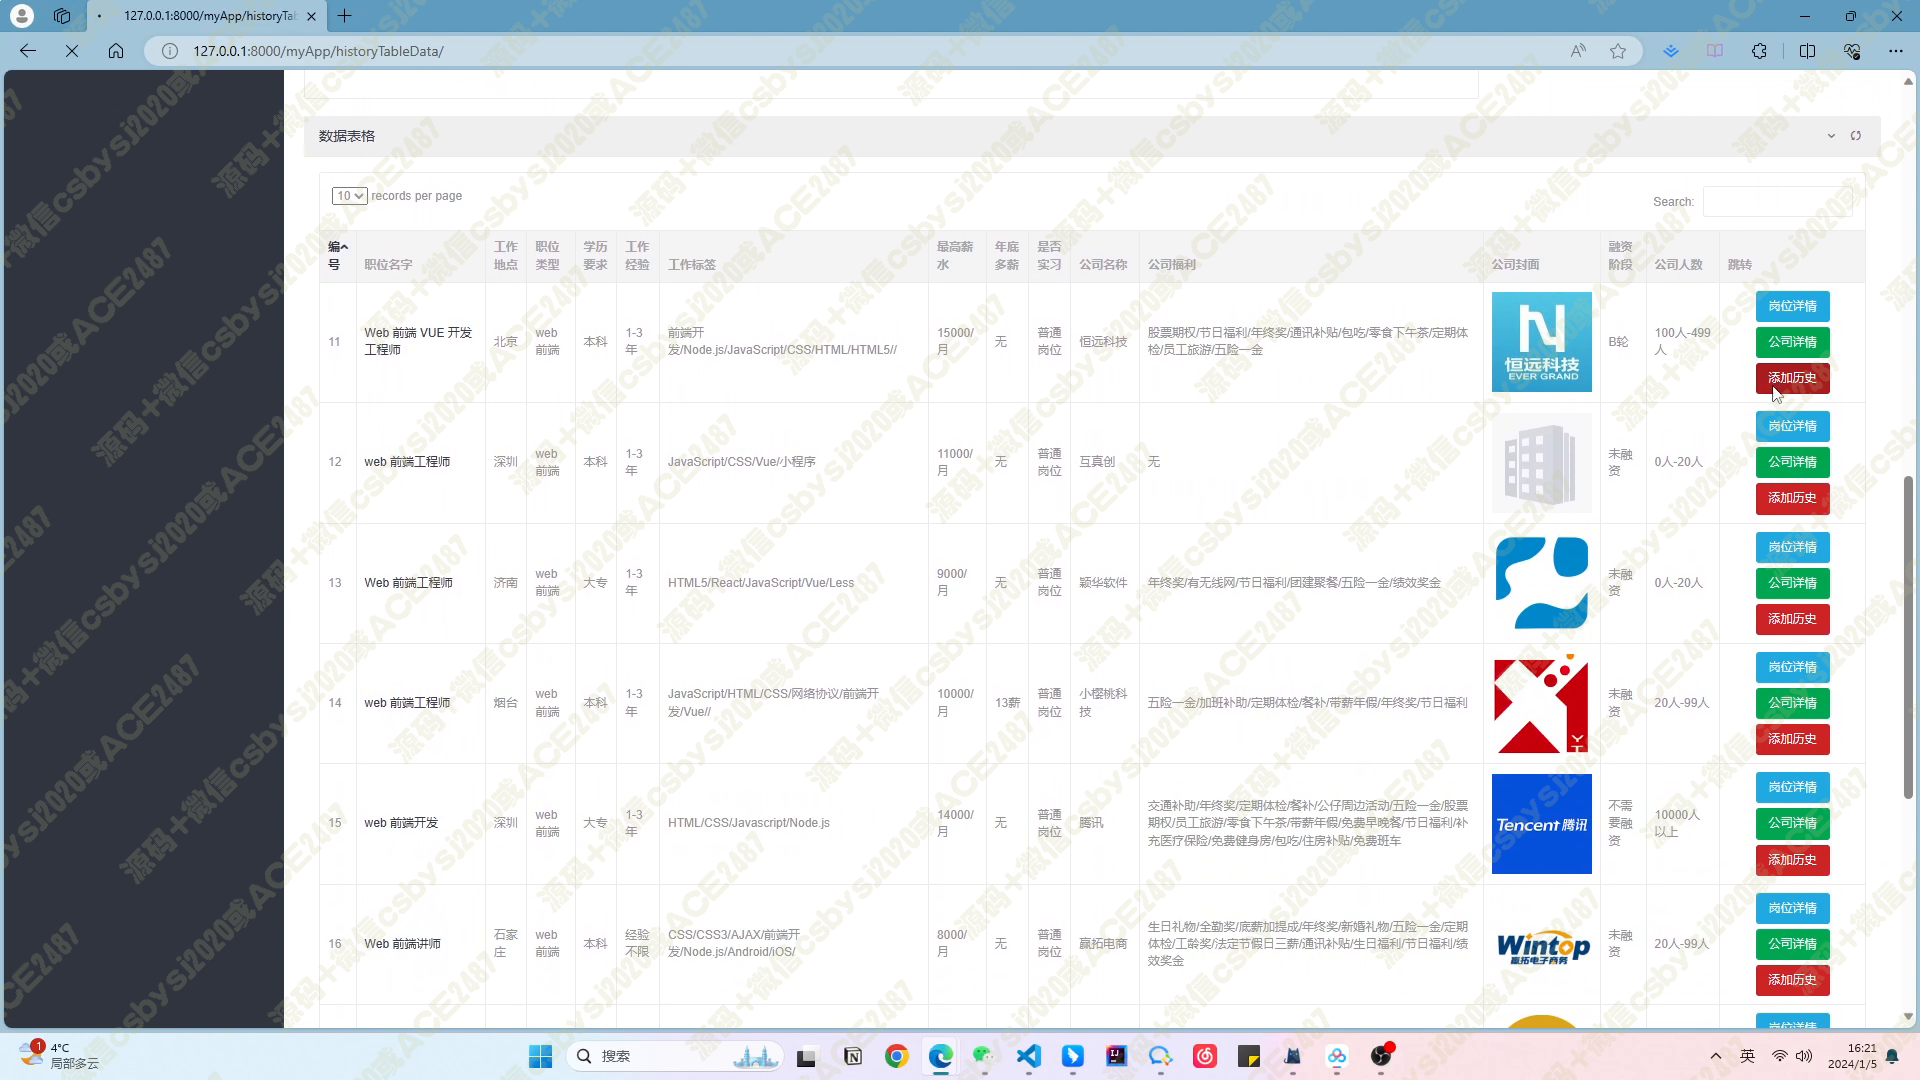 127.0.0.1:8000/myApp/historyTab
127.0.0.1:8000/myApp/historyTableData/
数据表格
10 records per page
Search:
编号 职位名字 工作地点 职位类型 学历要求 工作经验 工作标签 最高薪水 年底多薪 是否实习 公司名称 公司福利 公司封面 融资阶段 公司人数 跳转
11 Web 前端 VUE 开发工程师 北京 web前端 本科 1-3年 前端开发/Node.js/JavaScript/CSS/HTML/HTML5// 15000/月 无 普通岗位 恒远科技 股票期权/节日福利/年终奖/通讯补贴/包吃/零食下午茶/定期体检/员工旅游/五险一金 恒远科技 EVER GRAND B轮 100人-499人 岗位详情 公司详情 添加历史
12 web 前端工程师 深圳 web前端 本科 1-3年 JavaScript/CSS/Vue/小程序 11000/月 无 普通岗位 互真创 无 未融资 0人-20人 岗位详情 公司详情 添加历史
13 Web 前端工程师 济南 web前端 大专 1-3年 HTML5/React/JavaScript/Vue/Less 9000/月 无 普通岗位 颖华软件 年终奖/有无线网/节日福利/团建聚餐/五险一金/绩效奖金 未融资 0人-20人 岗位详情 公司详情 添加历史
14 web 前端工程师 烟台 web前端 本科 1-3年 JavaScript/HTML/CSS/网络协议/前端开发/Vue// 10000/月 13薪 普通岗位 小樱桃科技 五险一金/加班补助/定期体检/餐补/带薪年假/年终奖/节日福利 未融资 20人-99人 岗位详情 公司详情 添加历史
15 web 前端开发 深圳 web前端 大专 1-3年 HTML/CSS/Javascript/Node.js 14000/月 无 普通岗位 腾讯 交通补助/年终奖/定期体检/餐补/公仔周边活动/五险一金/股票期权/员工旅游/零食下午茶/带薪年假/免费早晚餐/节日福利/补充医疗保险/免费健身房/包吃/住房补贴/免费班车 Tencent 腾讯 不需要融资 10000人以上 岗位详情 公司详情 添加历史
16 Web 前端讲师 石家庄 web前端 本科 经验不限 CSS/CSS3/AJAX/前端开发/Node.js/Android/iOS/ 8000/月 无 普通岗位 赢拓电商 生日礼物/全勤奖/底薪加提成/年终奖/新婚礼物/五险一金/定期体检/工龄奖/法定节假日三薪/通讯补贴/生日福利/节日福利/绩效奖金 Wintop 赢拓电子商务 未融资 20人-99人 岗位详情 公司详情 添加历史
岗位详情
源码+微信csbysj2020或ACE2487
1
4°C
局部多云
搜索
英
16:21
2024/1/5